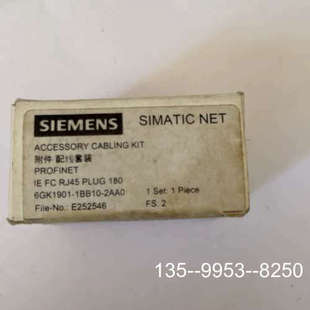 SIEMENS
SIMATIC NET
ACCESSORY CABLING KIT
附件 配线套装
PROFINET
IE FC RJ45 PLUG 180
6GK1901-1BB10-2AA0
1 Set: 1 Piece
File-No.: E252546
FS: 2
135--9953--8250